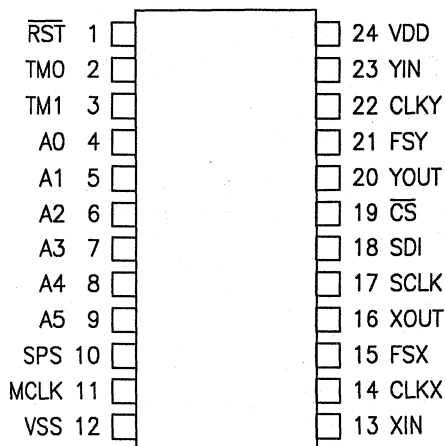 R̅S̅T̅ 1 24 VDD
TM0 2 23 YIN
TM1 3 22 CLKY
A0 4 21 FSY
A1 5 20 YOUT
A2 6 19 C̅S̅
A3 7 18 SDI
A4 8 17 SCLK
A5 9 16 XOUT
SPS 10 15 FSX
MCLK 11 14 CLKX
VSS 12 13 XIN